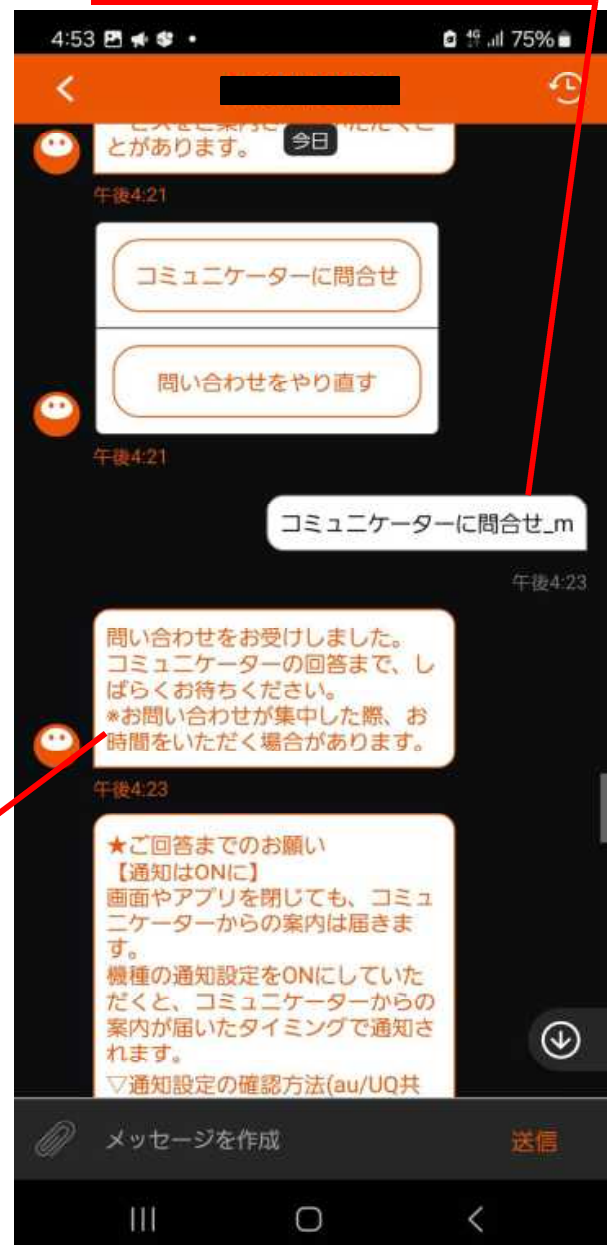 4:53
4G
75%
今日
とがあります。
午後4:21
コミュニケーターに問合せ
問い合わせをやり直す
午後4:21
コミュニケーターに問合せ_m
午後4:23
問い合わせをお受けしました。
コミュニケーターの回答まで、し
ばらくお待ちください。
*お問い合わせが集中した際、お
時間をいただく場合があります。
午後4:23
★ご回答までのお願い
【通知はONに】
画面やアプリを閉じても、コミュ
ニケーターからの案内は届きま
す。
機種の通知設定をONにしていた
だくと、コミュニケーターからの
案内が届いたタイミングで通知さ
れます。
▽通知設定の確認方法(au/UQ共
メッセージを作成
送信